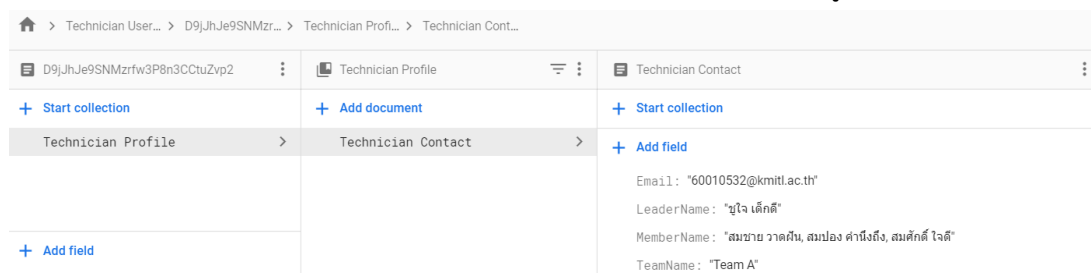 Technician User... > D9jJhJe9SNMzr... > Technician Profi... > Technician Cont...
D9jJhJe9SNMzrfw3P8n3CCtuZvp2
Technician Profile
Technician Contact
+ Start collection
+ Add document
+ Start collection
Technician Profile >
Technician Contact >
+ Add field
Email: "60010532@kmitl.ac.th"
LeaderName: "ชูใจ เด็กดี"
MemberName: "สมชาย วาดฝัน, สมปอง คำนึงถึง, สมศักดิ์ ใจดี"
+ Add field
TeamName: "Team A"